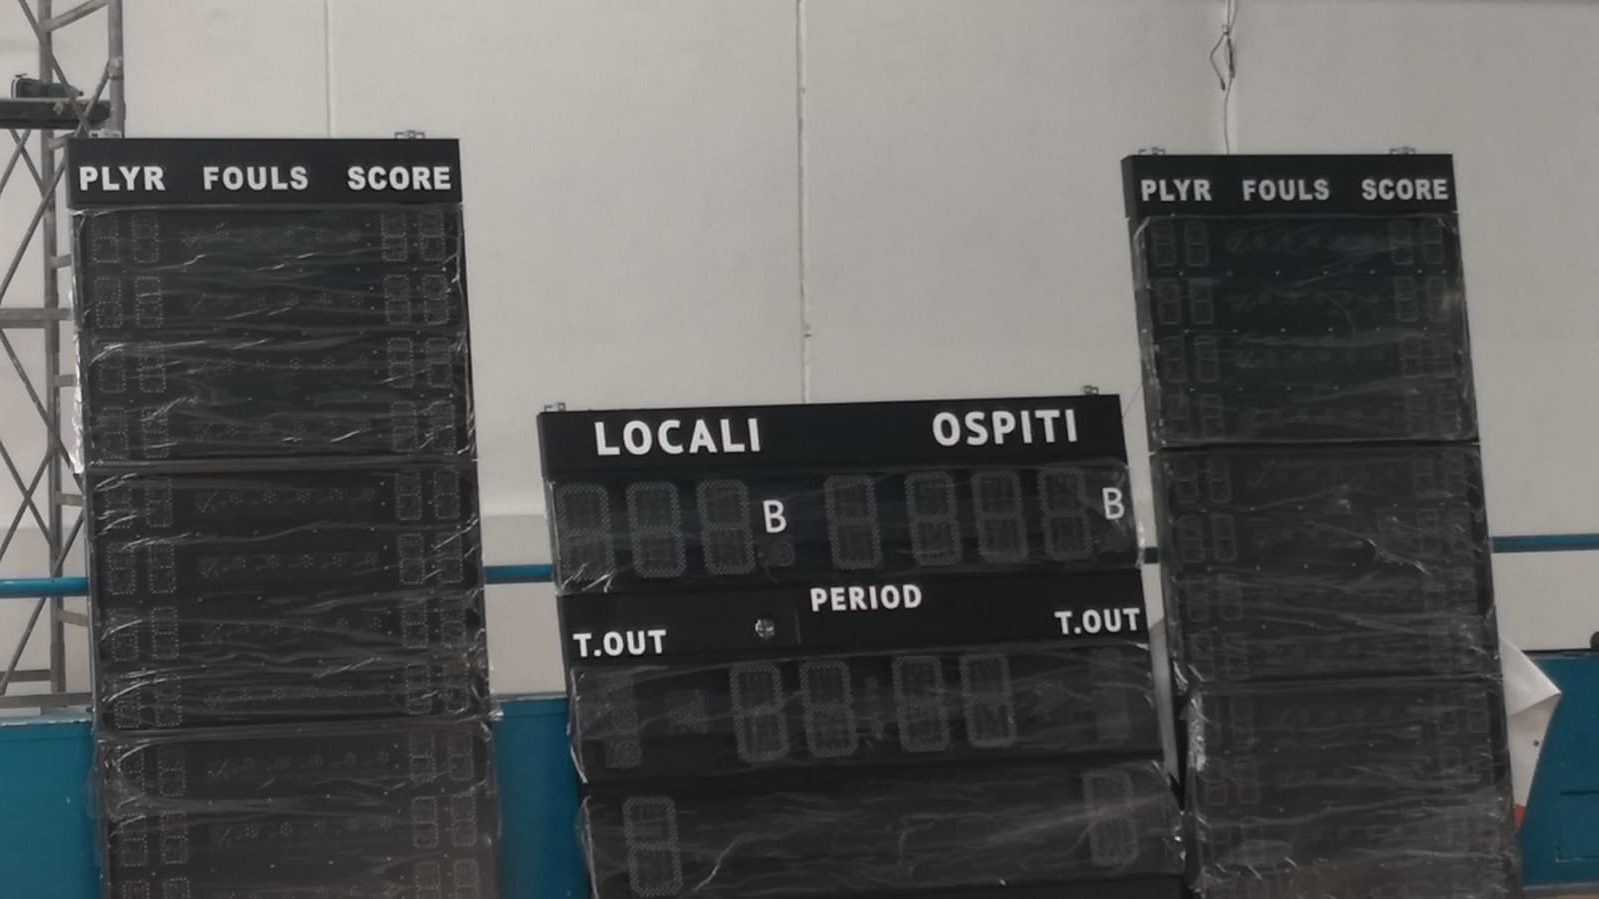 PLYR FOULS SCORE
PLYR FOULS SCORE
LOCALI OSPITI
B B
PERIOD
T.OUT T.OUT